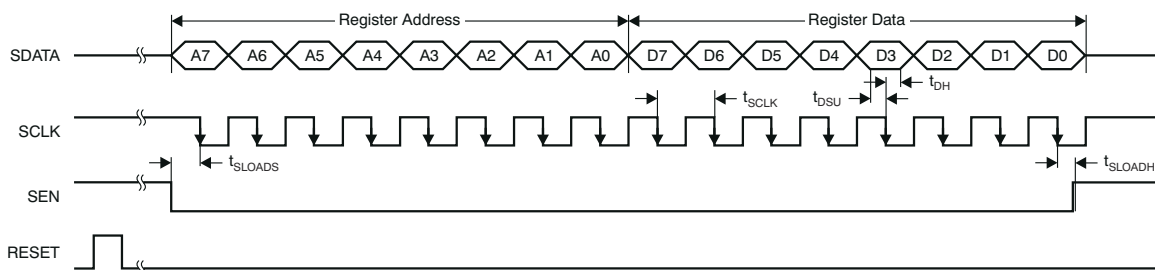 Register Address
Register Data
SDATA
A7 A6 A5 A4 A3 A2 A1 A0 D7 D6 D5 D4 D3 D2 D1 D0
tSCLK
tDSU
tDH
SCLK
tSLOADS
tSLOADH
SEN
RESET